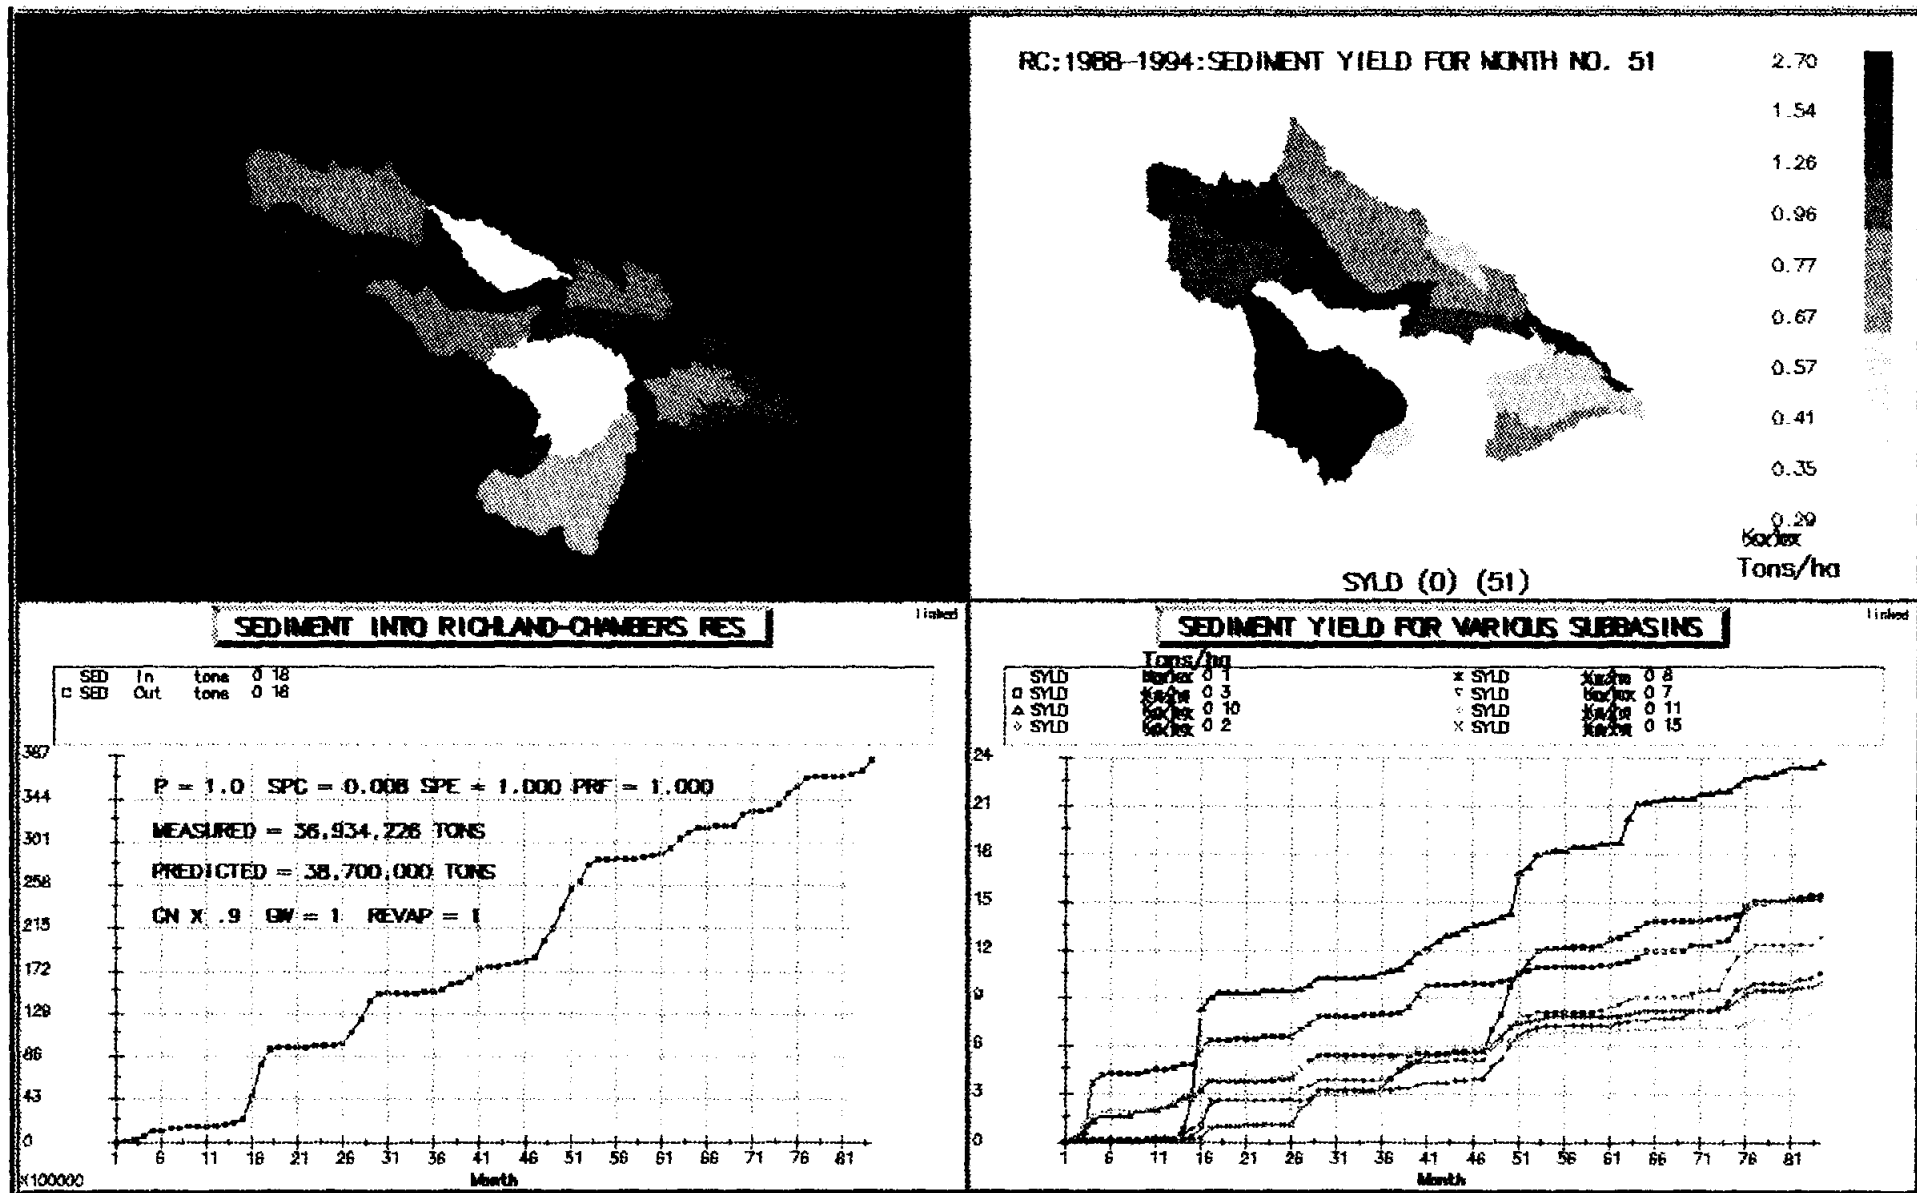 RC:1988-1994:SEDIMENT YIELD FOR MONTH NO. 51
2.70
1.54
1.26
0.96
0.77
0.67
0.57
0.41
0.35
0.29
Tons/ha
SYLD (0) (51)
SEDIMENT INTO RICHLAND-CHAMBERS RES
linked
SED In tons 0 18
SED Out tons 0 18
387
344
301
258
215
172
129
86
43
0
P = 1.0 SPC = 0.008 SPE = 1.000 PRF = 1.000
MEASURED = 36,934,226 TONS
PREDICTED = 38,700,000 TONS
CN X .9 GW = 1 REVAP = 1
1 6 11 16 21 26 31 36 41 46 51 56 61 66 71 76 81
X100000
Month
SEDIMENT YIELD FOR VARIOUS SUBBASINS
linked
Tons/ha
SYLD 0 1
SYLD 0 3
SYLD 0 10
SYLD 0 2
SYLD 0 8
SYLD 0 7
SYLD 0 11
SYLD 0 15
24
21
18
15
12
9
6
3
0
1 6 11 16 21 26 31 36 41 46 51 56 61 66 71 76 81
Month